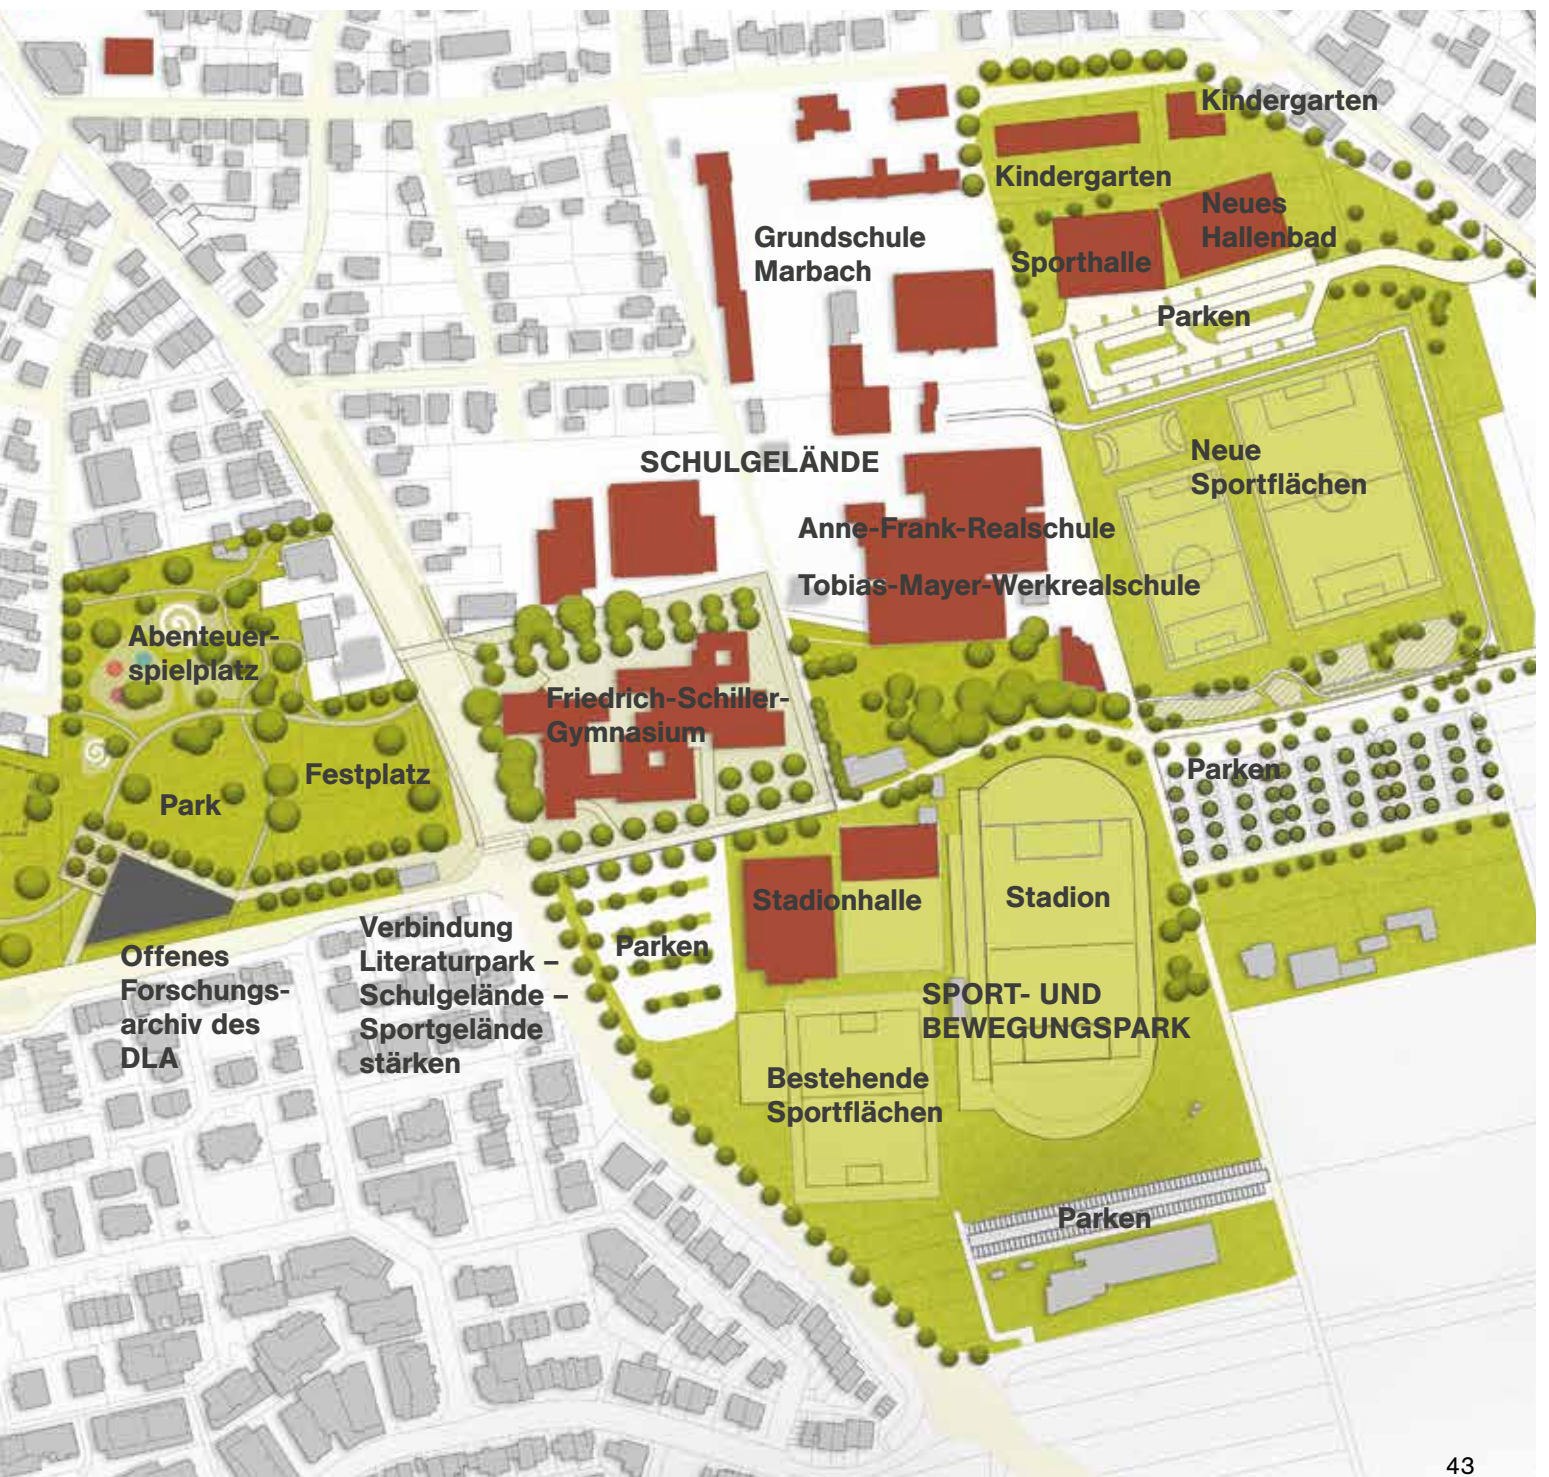 Kindergarten
Kindergarten
Neues
Hallenbad
Grundschule
Marbach
Sporthalle
Parken
Neue
Sportflächen
SCHULGELÄNDE
Anne-Frank-Realschule
Tobias-Mayer-Werkrealschule
Abenteuer-
spielplatz
Friedrich-Schiller-
Gymnasium
Festplatz
Park
Parken
Stadionhalle
Stadion
Verbindung
Literaturpark –
Schulgelände –
Sportgelände
stärken
Parken
Offenes
Forschungs-
archiv des
DLA
SPORT- UND
BEWEGUNGSPARK
Bestehende
Sportflächen
Parken
43